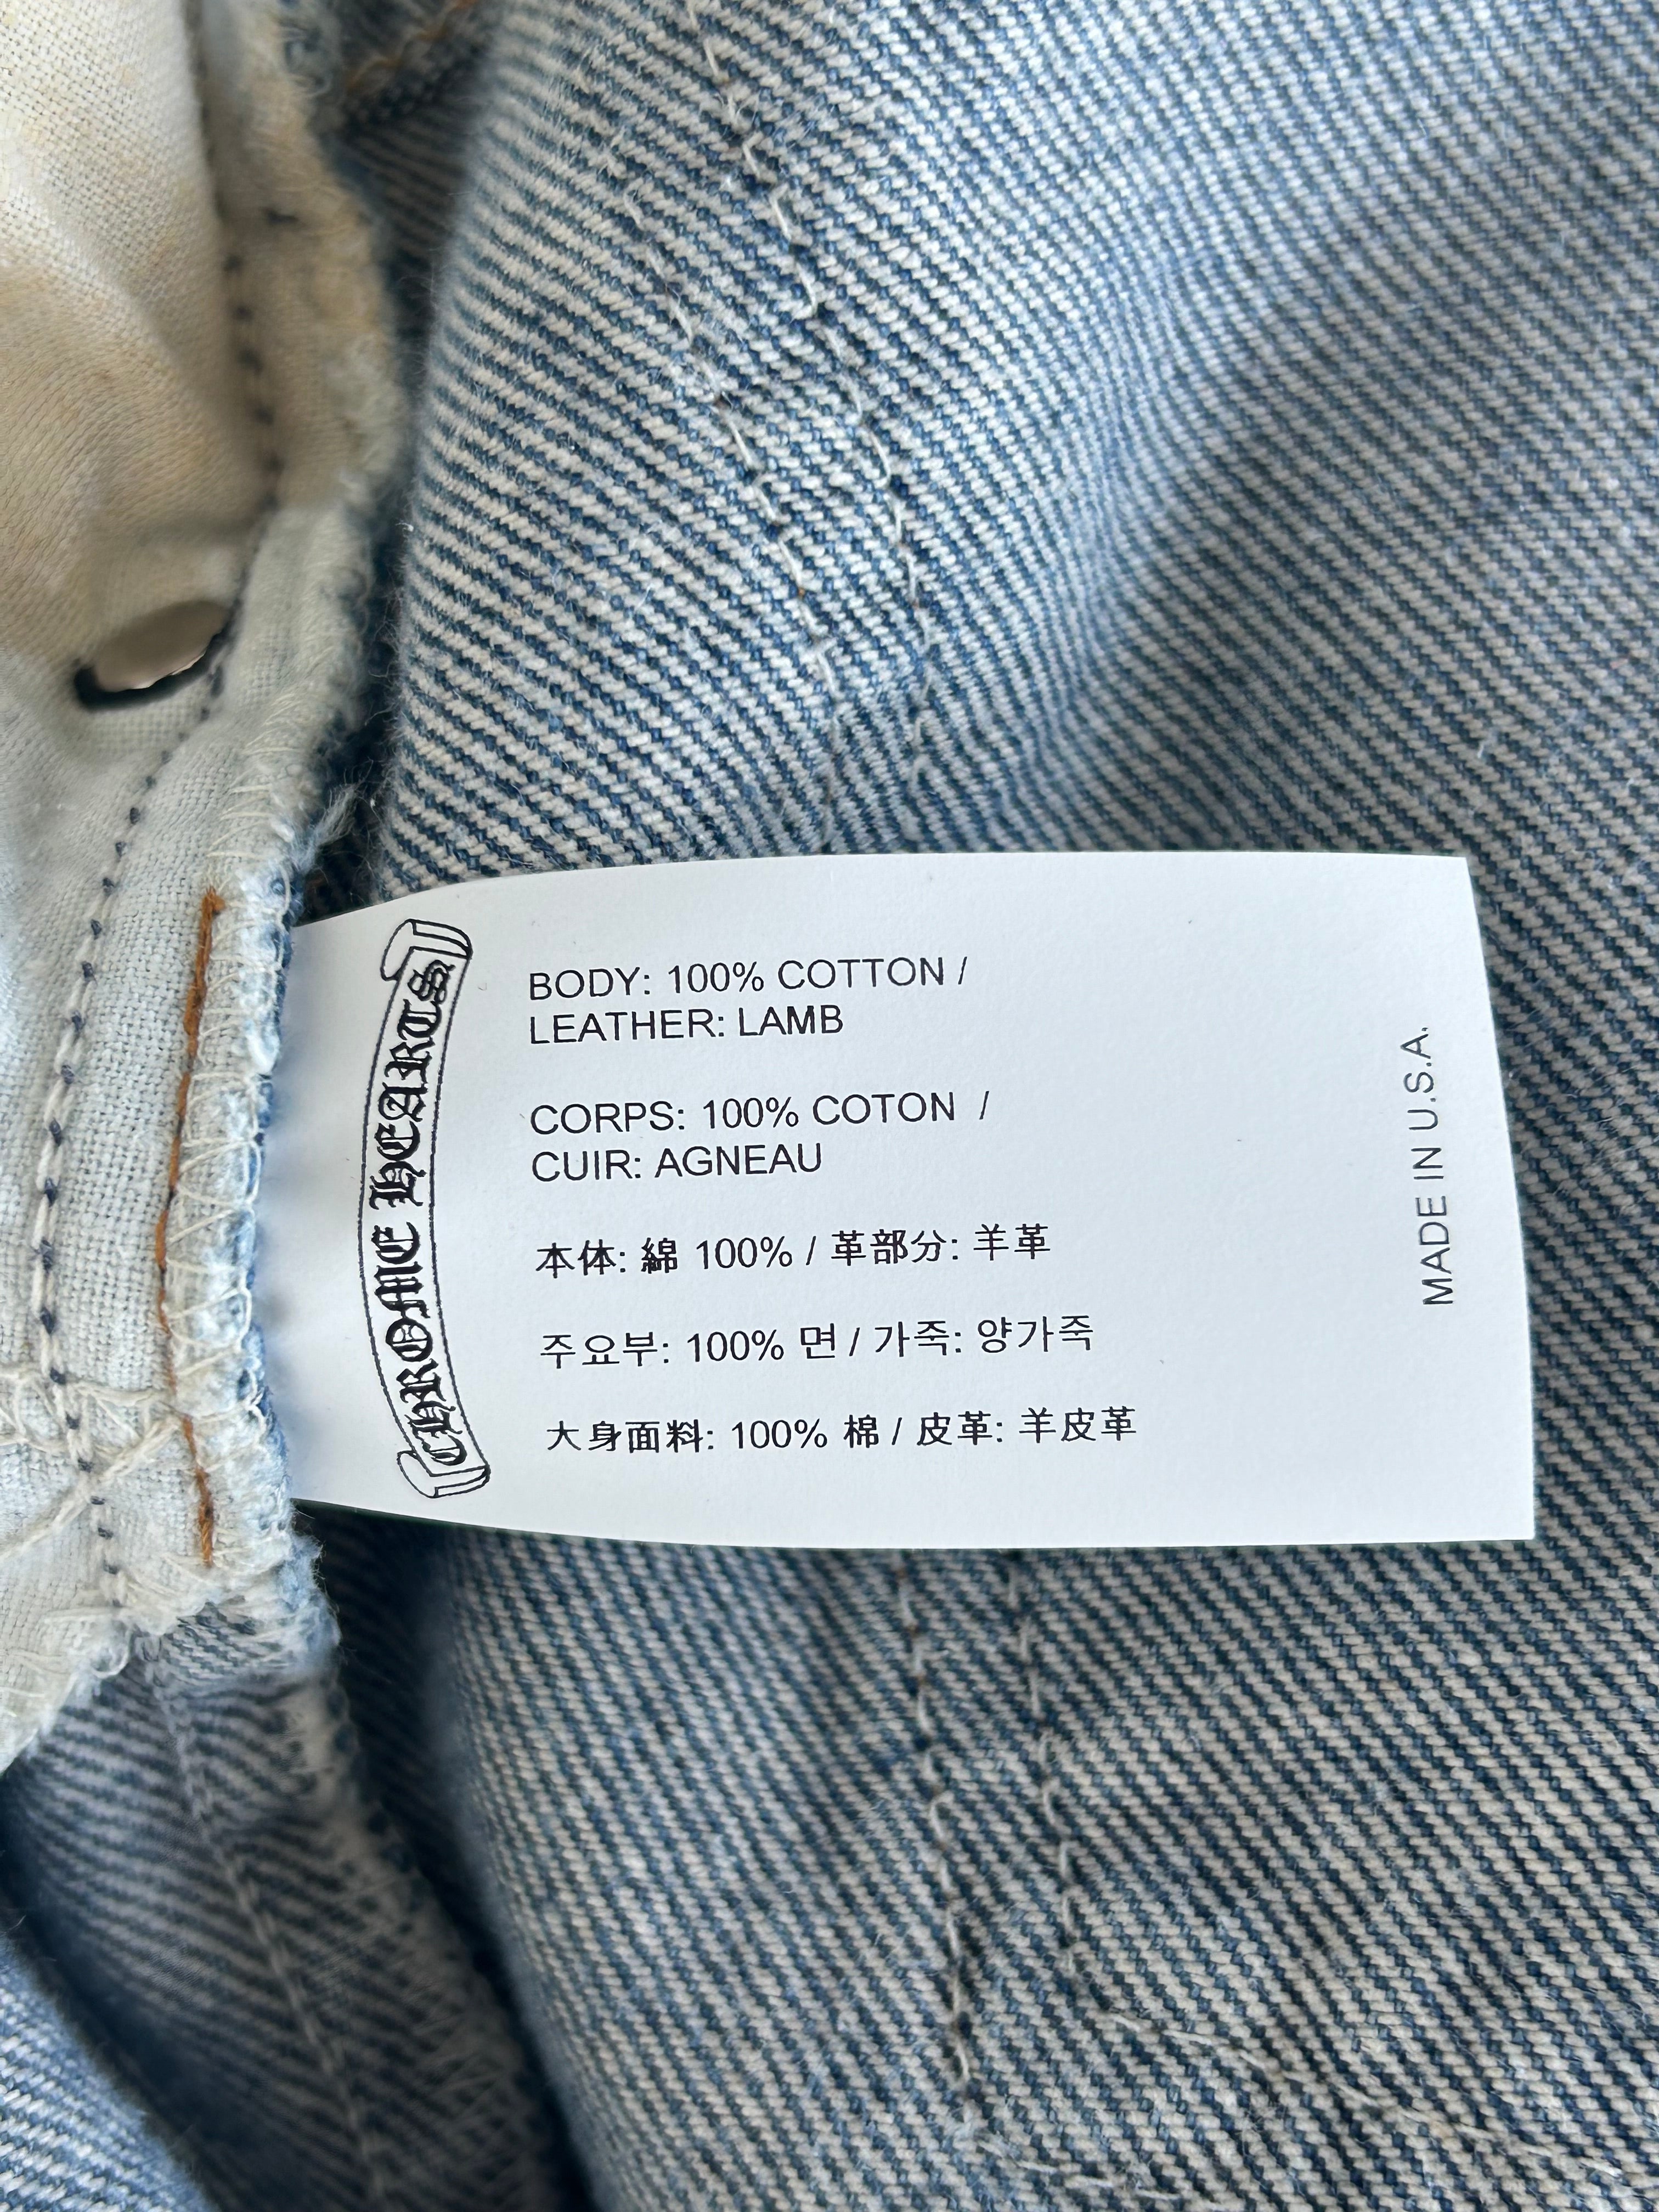 CHROME HEARTS
BODY: 100% COTTON /
LEATHER: LAMB
CORPS: 100% COTON /
CUIR: AGNEAU
本体: 綿 100% / 革部分: 羊革
주요부: 100% 면 / 가죽: 양가죽
大身面料: 100% 棉 / 皮革: 羊皮革
MADE IN U.S.A.